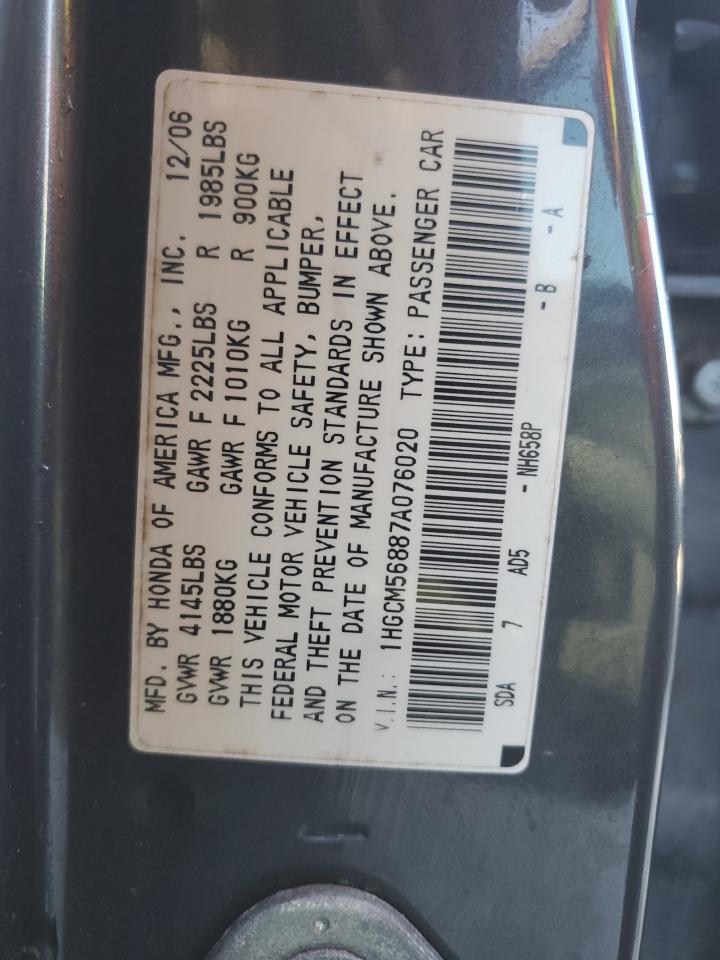 MFD. BY HONDA OF AMERICA MFG., INC. 12/06
GVWR 4145LBS GAWR F 2225LBS R 1985LBS
GVWR 1880KG GAWR F 1010KG R 900KG
THIS VEHICLE CONFORMS TO ALL APPLICABLE
FEDERAL MOTOR VEHICLE SAFETY, BUMPER,
AND THEFT PREVENTION STANDARDS IN EFFECT
ON THE DATE OF MANUFACTURE SHOWN ABOVE.
V.I.N.: 1HGCM56887A076020 TYPE: PASSENGER CAR
SDA 7 AD5 - NH658P - B - A